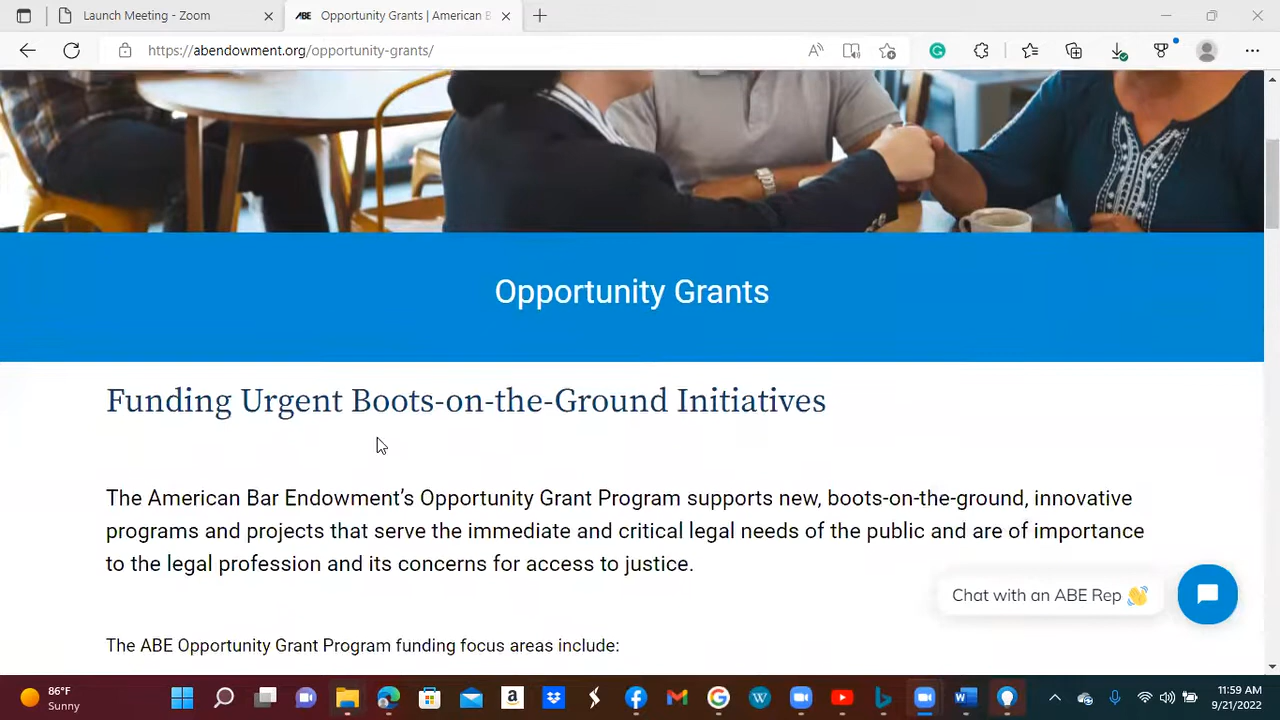 Launch Meeting - Zoom
ABE Opportunity Grants | American B
https://abendowment.org/opportunity-grants/
Opportunity Grants
Funding Urgent Boots-on-the-Ground Initiatives
The American Bar Endowment's Opportunity Grant Program supports new, boots-on-the-ground, innovative
programs and projects that serve the immediate and critical legal needs of the public and are of importance
to the legal profession and its concerns for access to justice.
Chat with an ABE Rep 👋
The ABE Opportunity Grant Program funding focus areas include:
86°F
Sunny
11:59 AM
9/21/2022